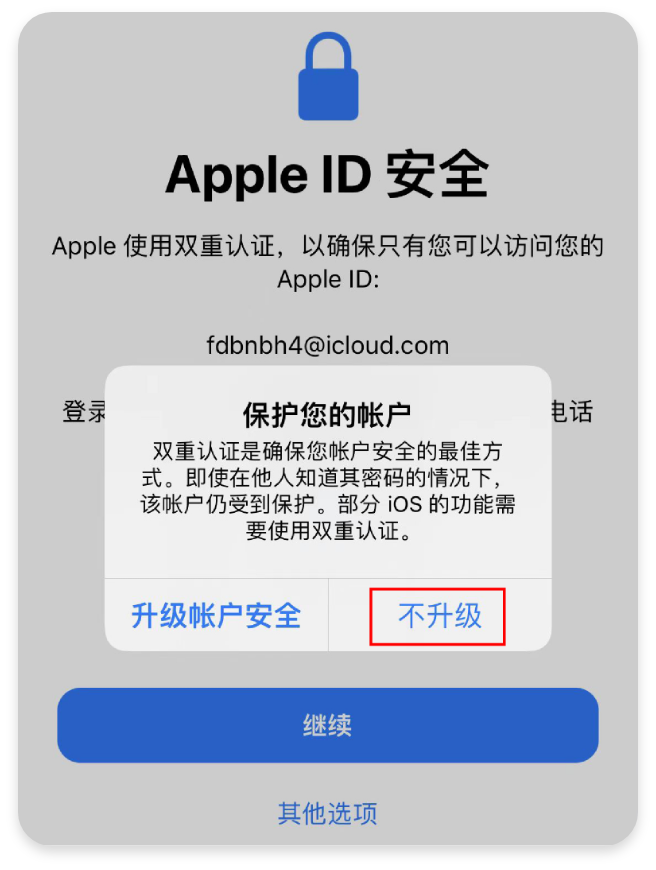 Apple ID 安全
Apple 使用双重认证，以确保只有您可以访问您的
Apple ID:
fdbnbh4@icloud.com
登录
电话
保护您的帐户
双重认证是确保您帐户安全的最佳方
式。即使在他人知道其密码的情况下，
该帐户仍受到保护。部分 iOS 的功能需
要使用双重认证。
升级帐户安全
不升级
继续
其他选项